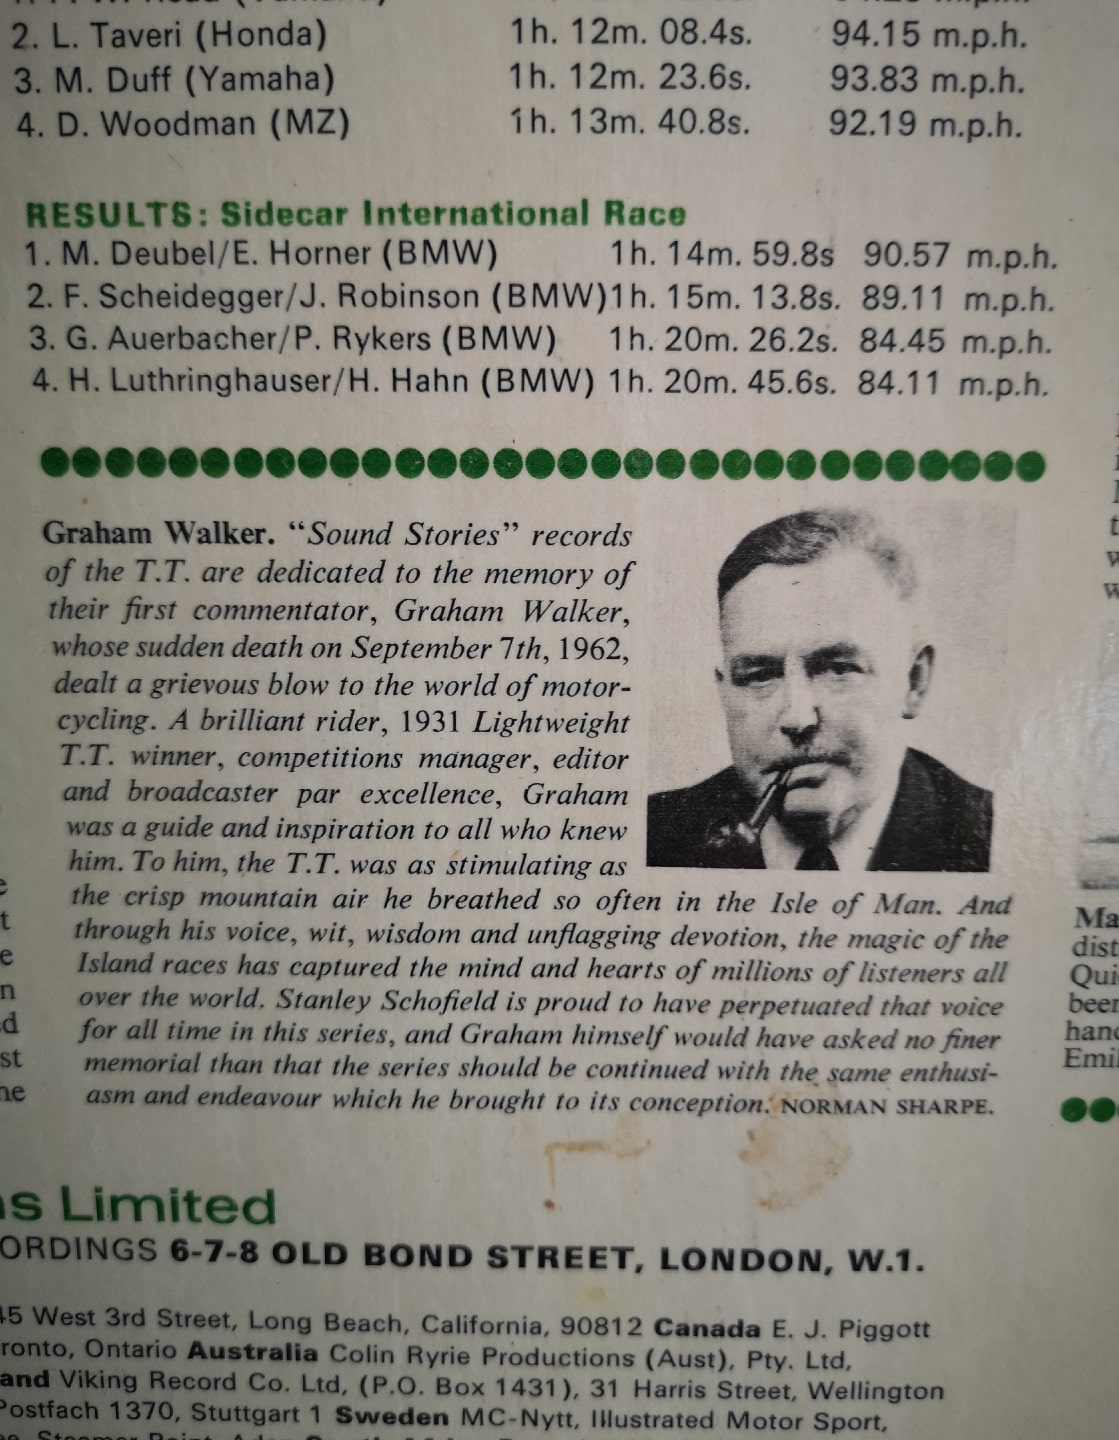 2. L. Taveri (Honda) 1h. 12m. 08.4s. 94.15 m.p.h.
3. M. Duff (Yamaha) 1h. 12m. 23.6s. 93.83 m.p.h.
4. D. Woodman (MZ) 1h. 13m. 40.8s. 92.19 m.p.h.
RESULTS: Sidecar International Race
1. M. Deubel/E. Horner (BMW) 1h. 14m. 59.8s 90.57 m.p.h.
2. F. Scheidegger/J. Robinson (BMW) 1h. 15m. 13.8s. 89.11 m.p.h.
3. G. Auerbacher/P. Rykers (BMW) 1h. 20m. 26.2s. 84.45 m.p.h.
4. H. Luthringhauser/H. Hahn (BMW) 1h. 20m. 45.6s. 84.11 m.p.h.
Graham Walker. “Sound Stories” records
of the T.T. are dedicated to the memory of
their first commentator, Graham Walker,
whose sudden death on September 7th, 1962,
dealt a grievous blow to the world of motor-
cycling. A brilliant rider, 1931 Lightweight
T.T. winner, competitions manager, editor
and broadcaster par excellence, Graham
was a guide and inspiration to all who knew
him. To him, the T.T. was as stimulating as
the crisp mountain air he breathed so often in the Isle of Man. And
through his voice, wit, wisdom and unflagging devotion, the magic of the
Island races has captured the mind and hearts of millions of listeners all
over the world. Stanley Schofield is proud to have perpetuated that voice
for all time in this series, and Graham himself would have asked no finer
memorial than that the series should be continued with the same enthusi-
asm and endeavour which he brought to its conception. NORMAN SHARPE.
Ma
dist
Qui
been
hand
Emil
ns Limited
ORDINGS 6-7-8 OLD BOND STREET, LONDON, W.1.
45 West 3rd Street, Long Beach, California, 90812 Canada E. J. Piggott
ronto, Ontario Australia Colin Ryrie Productions (Aust), Pty. Ltd,
and Viking Record Co. Ltd, (P.O. Box 1431), 31 Harris Street, Wellington
Postfach 1370, Stuttgart 1 Sweden MC-Nytt, Illustrated Motor Sport,